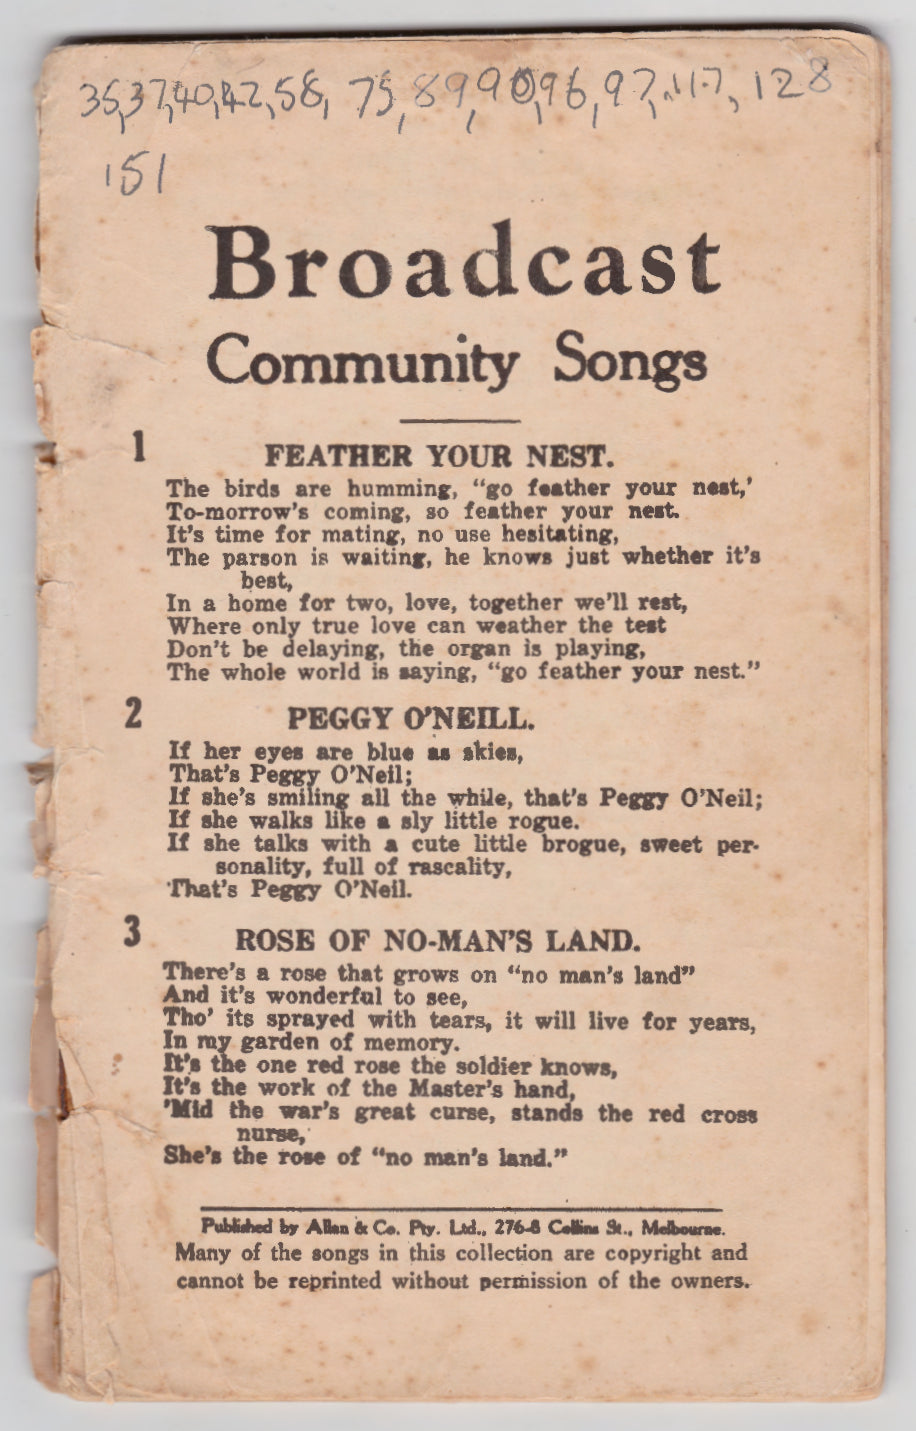 35,37,40,42,58, 75,89,90,96,97,117,128
151
Broadcast
Community Songs
1 FEATHER YOUR NEST.
The birds are humming, "go feather your nest,'
To-morrow's coming, so feather your nest.
It's time for mating, no use hesitating,
The parson is waiting, he knows just whether it's
best,
In a home for two, love, together we'll rest,
Where only true love can weather the test
Don't be delaying, the organ is playing,
The whole world is saying, "go feather your nest."
2 PEGGY O'NEILL.
If her eyes are blue as skies,
That's Peggy O'Neil;
If she's smiling all the while, that's Peggy O'Neil;
If she walks like a sly little rogue.
If she talks with a cute little brogue, sweet per-
sonality, full of rascality,
That's Peggy O'Neil.
3 ROSE OF NO-MAN'S LAND.
There's a rose that grows on "no man's land"
And it's wonderful to see,
Tho' its sprayed with tears, it will live for years,
In my garden of memory.
It's the one red rose the soldier knows,
It's the work of the Master's hand,
'Mid the war's great curse, stands the red cross
nurse,
She's the rose of "no man's land."
Published by Allan & Co. Pty. Ltd., 276-8 Collins St., Melbourne.
Many of the songs in this collection are copyright and
cannot be reprinted without permission of the owners.